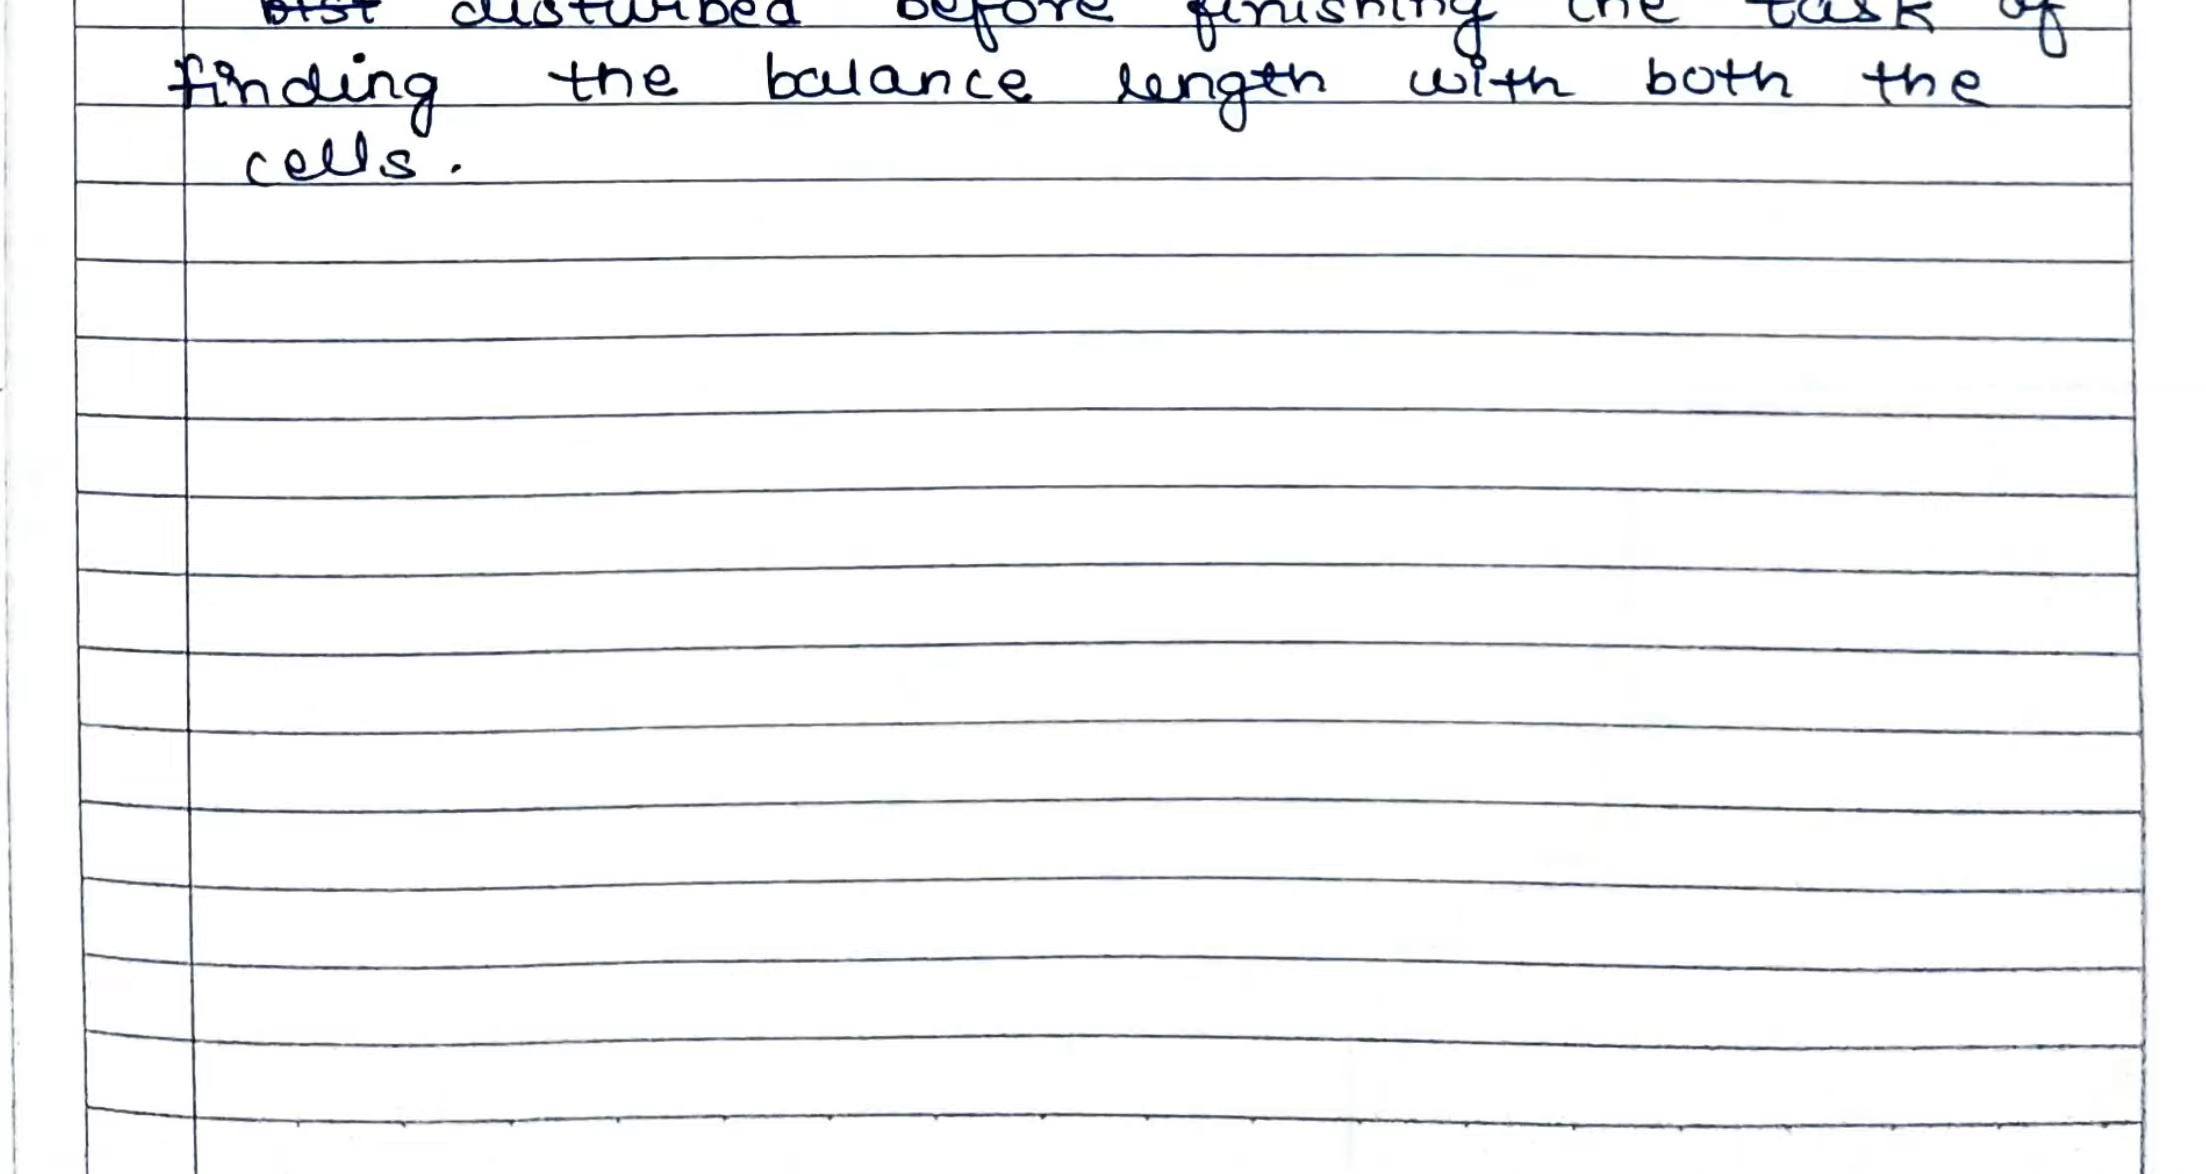 disturbed before finishing the task of
finding the balance length with both the
cells.